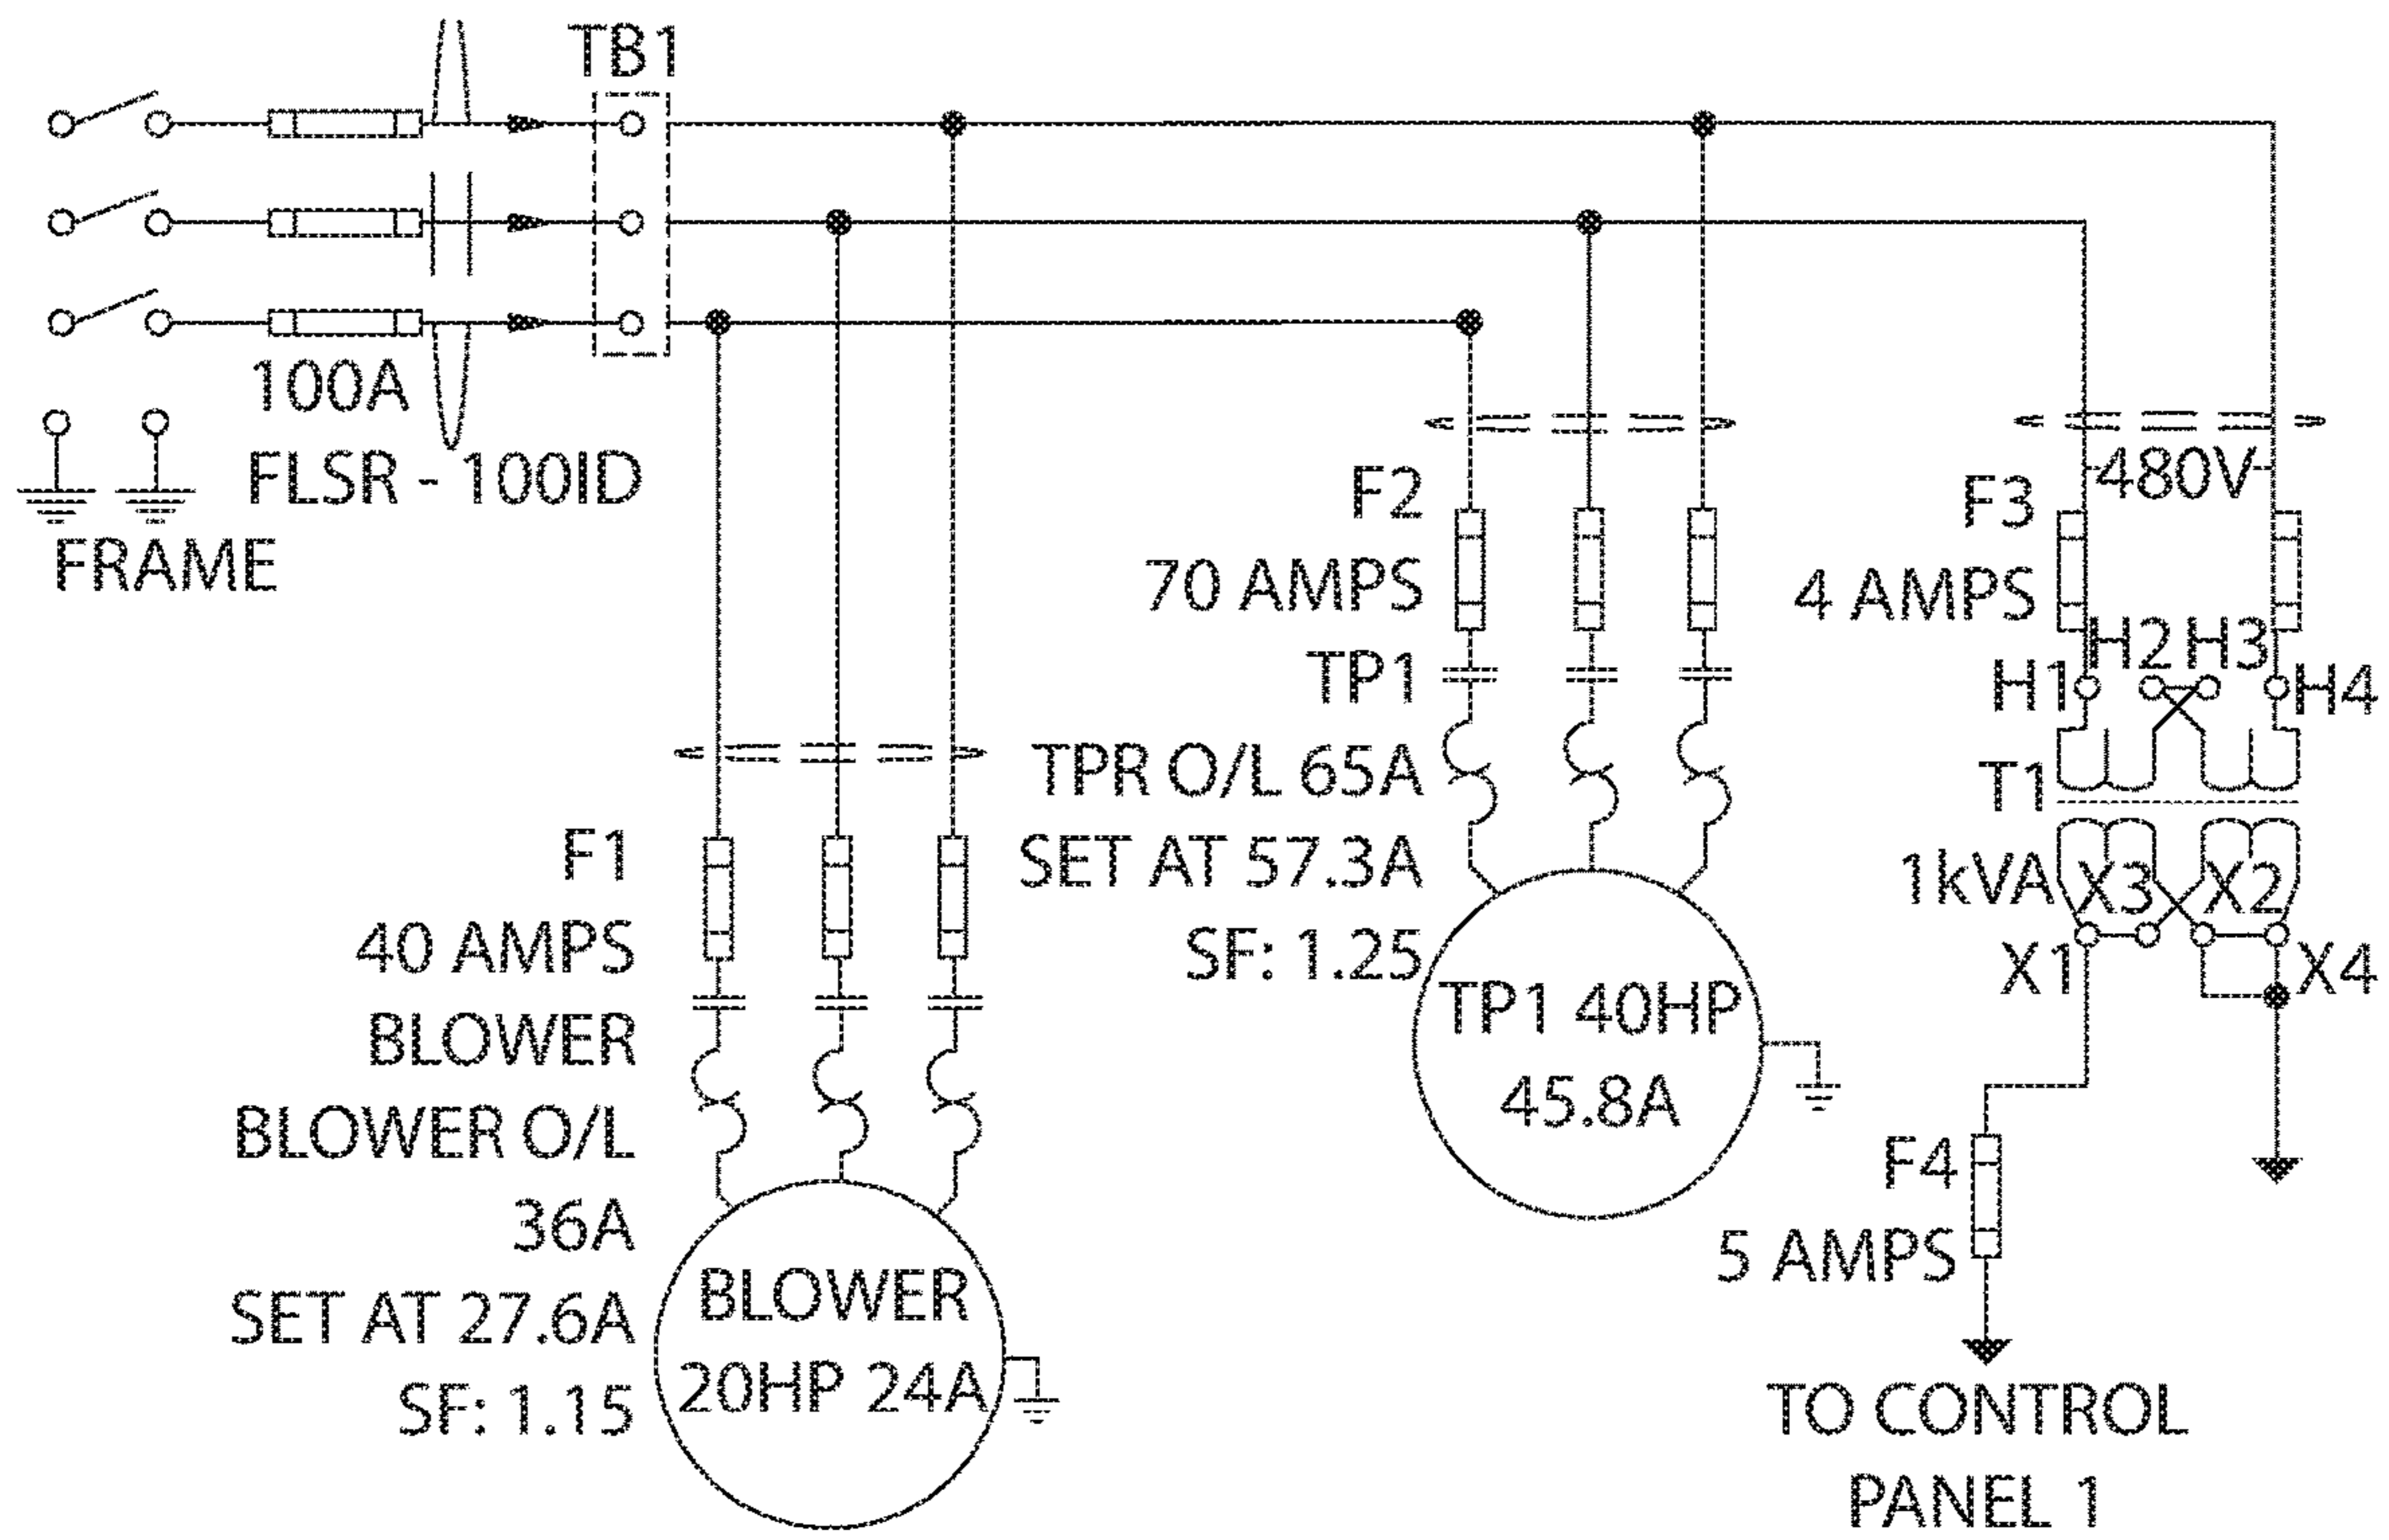 TB1
100A
FLSR - 100ID
FRAME
F1
40 AMPS
BLOWER
BLOWER O/L
36A
SET AT 27.6A
SF: 1.15
BLOWER
20HP 24A
F2
70 AMPS
TP1
TPR O/L 65A
SET AT 57.3A
SF: 1.25
TP1 40HP
45.8A
480V
F3
4 AMPS
H2 H3
H1 H4
T1
1kVA X3 X2
X1 X4
F4
5 AMPS
TO CONTROL
PANEL 1